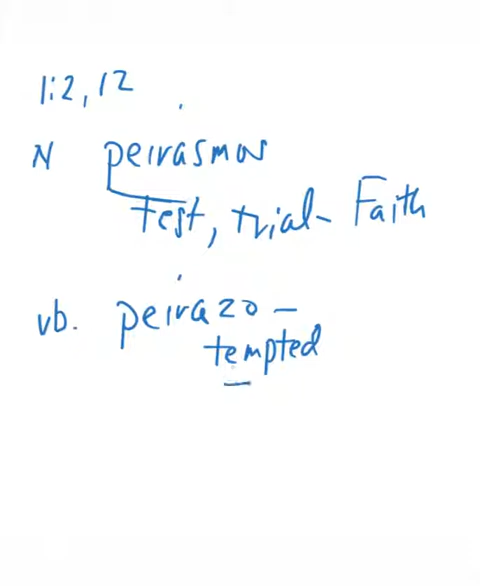 1:2, 12
N peirasmos
test, trial - Faith
vb. peirazo -
tempted